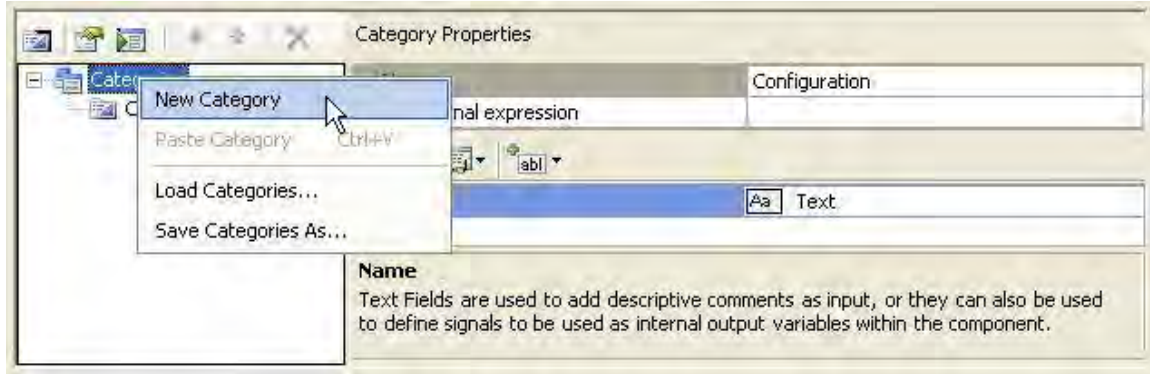 Category Properties
Configuration
New Category
nal expression
Paste Category Ctrl+V
abl
Load Categories...
Aa Text
Save Categories As...
Name
Text Fields are used to add descriptive comments as input, or they can also be used
to define signals to be used as internal output variables within the component.